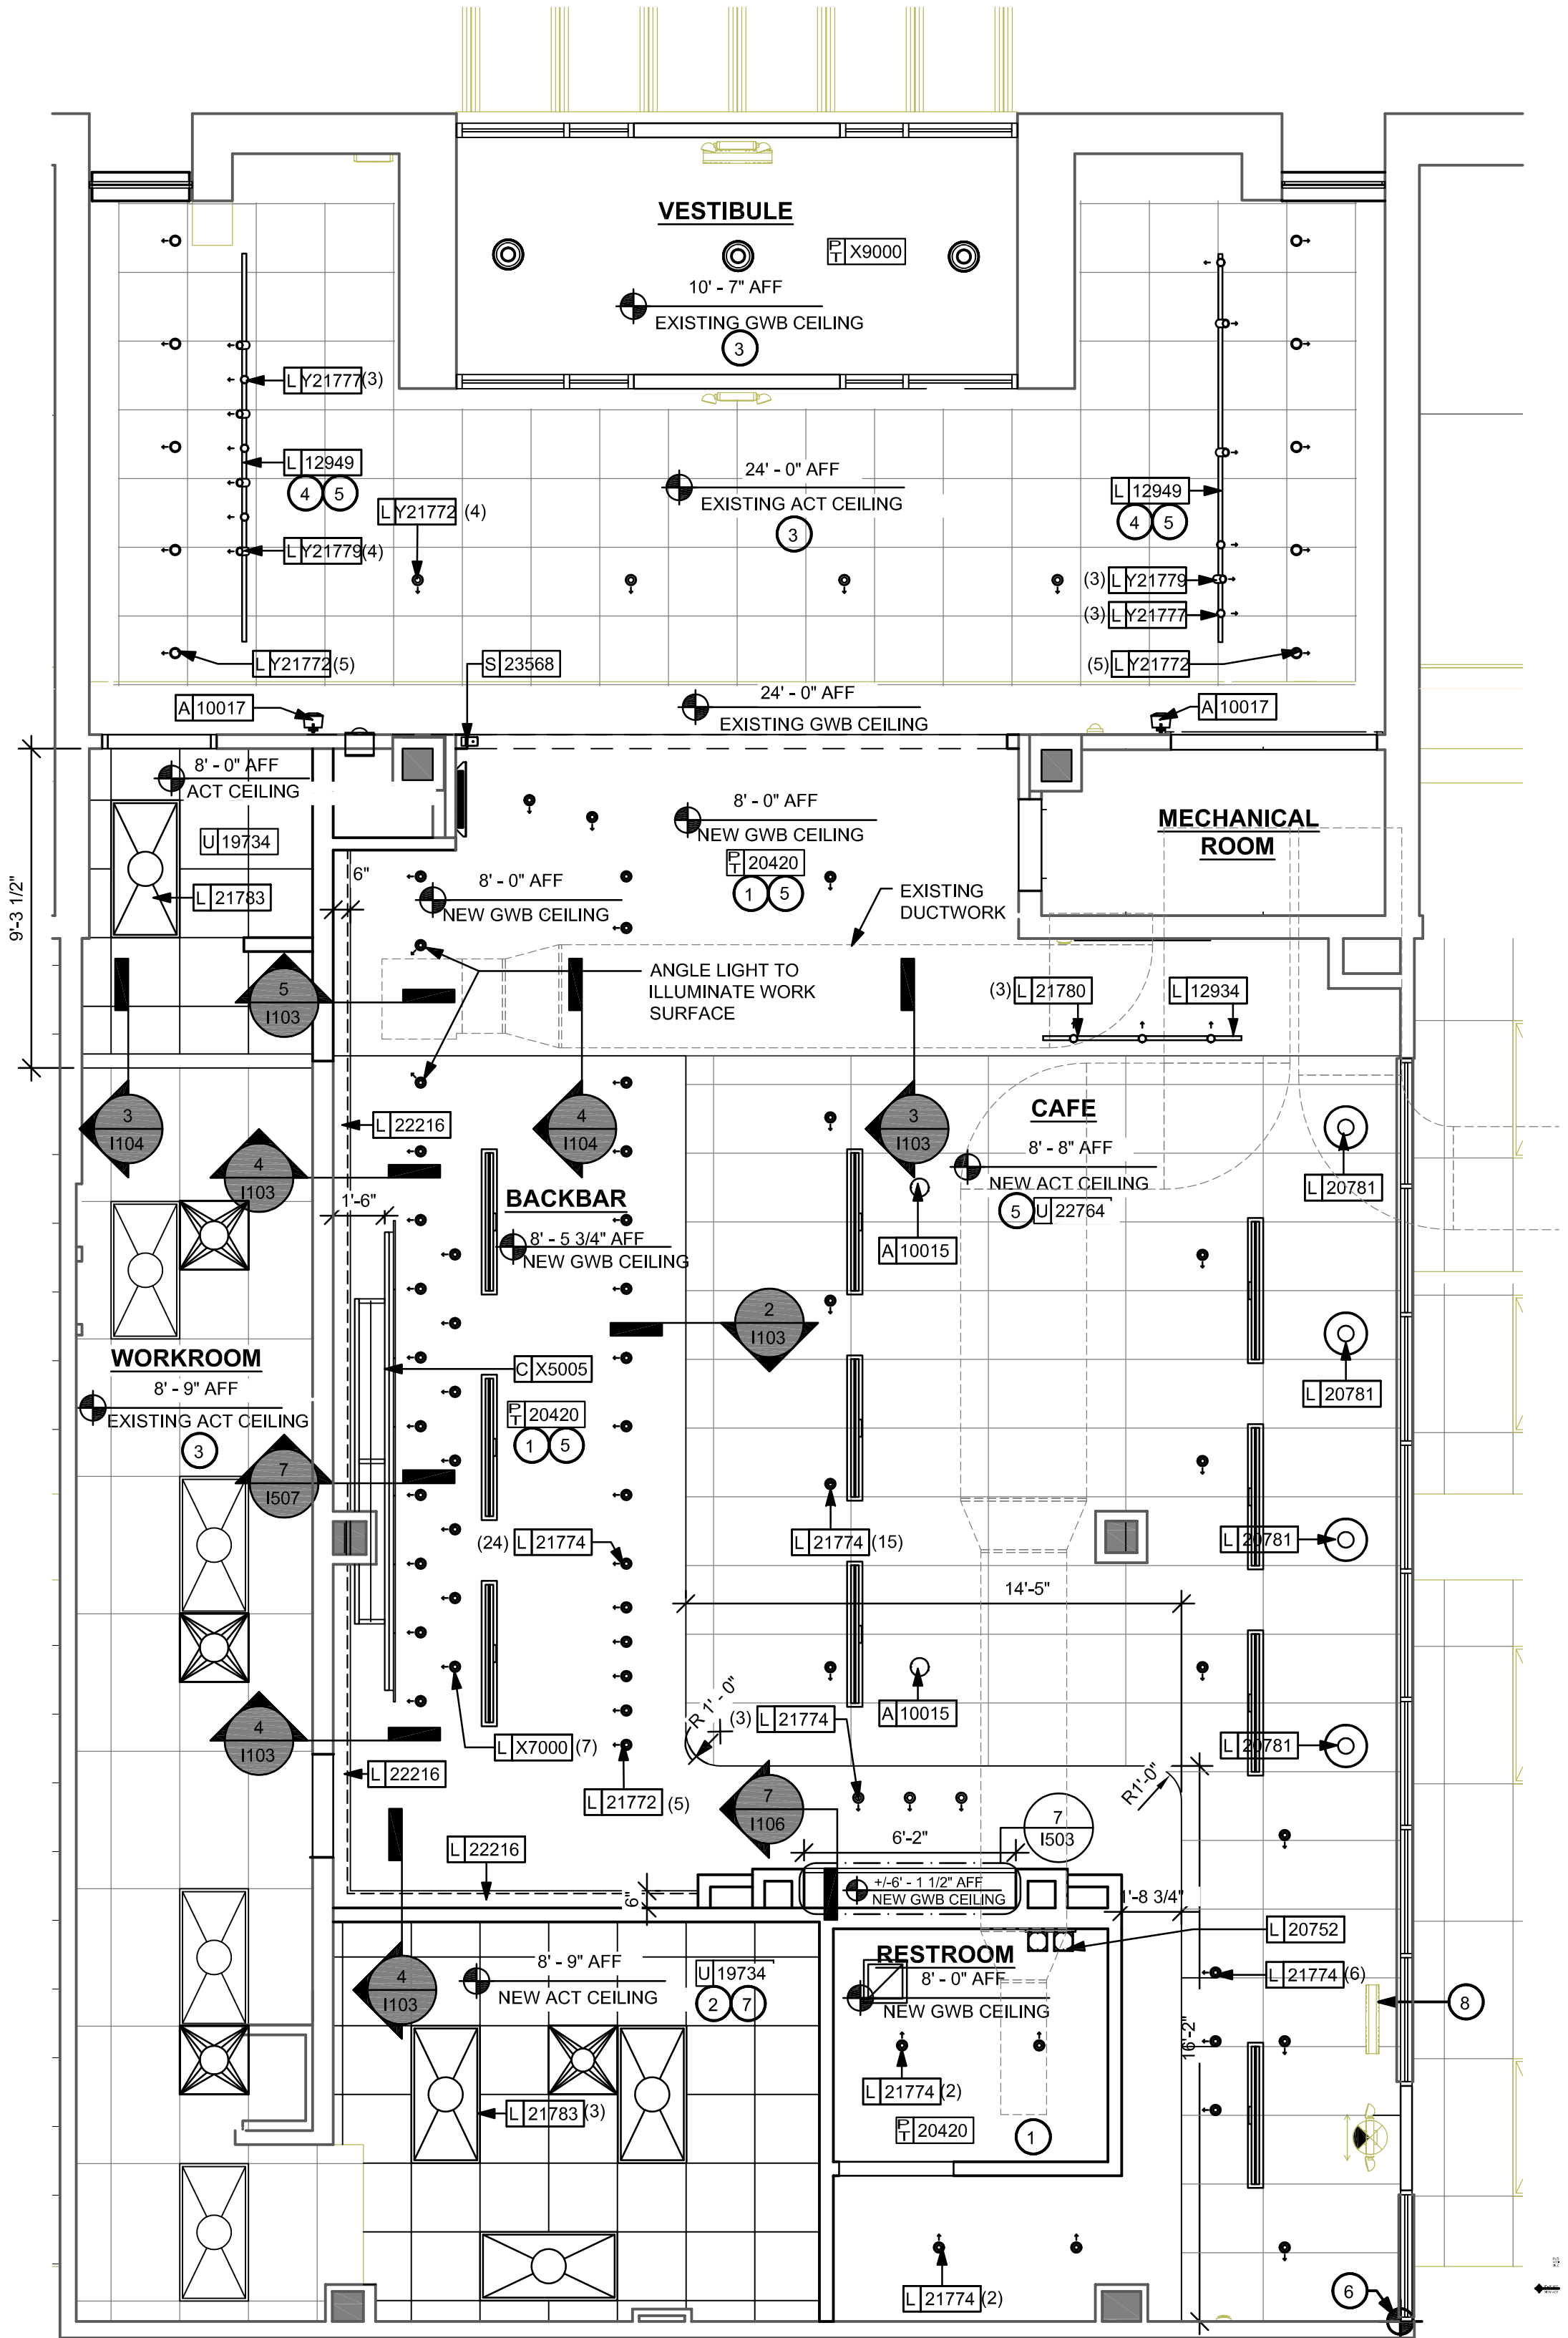 VESTIBULE
PT X9000
10' - 7" AFF
EXISTING GWB CEILING
3
L Y21777 (3)
L 12949
4 5
L Y21772 (4)
L Y21779 (4)
24' - 0" AFF
EXISTING ACT CEILING
3
L 12949
4 5
(3) L Y21779
(3) L Y21777
L Y21772 (5)
S 23568
(5) L Y21772
A 10017
24' - 0" AFF
EXISTING GWB CEILING
A 10017
8' - 0" AFF
ACT CEILING
U 19734
L 21783
9'-3 1/2"
6"
8' - 0" AFF
NEW GWB CEILING
8' - 0" AFF
NEW GWB CEILING
PT 20420
1 5
MECHANICAL
ROOM
EXISTING
DUCTWORK
ANGLE LIGHT TO
ILLUMINATE WORK
SURFACE
(3) L 21780
L 12934
5
I103
3
I104
4
I103
L 22216
4
I104
3
I103
CAFE
8' - 8" AFF
NEW ACT CEILING
5 U 22764
L 20781
1'-6"
BACKBAR
8' - 5 3/4" AFF
NEW GWB CEILING
A 10015
2
I103
WORKROOM
8' - 9" AFF
EXISTING ACT CEILING
3
C X5005
PT 20420
1 5
L 20781
7
I507
(24) L 21774
L 21774 (15)
L 20781
14'-5"
R 1' - 0"
(3) L 21774
A 10015
4
I103
L X7000 (7)
L 22216
L 20781
L 21772 (5)
R1'-0"
7
I106
7
I503
6'-2"
L 22216
6"
+/-6' - 1 1/2" AFF
NEW GWB CEILING
1'-8 3/4"
L 20752
RESTROOM
8' - 0" AFF
NEW GWB CEILING
8' - 9" AFF
NEW ACT CEILING
U 19734
2 7
4
I103
L 21774 (6)
8
16'-2"
L 21783 (3)
L 21774 (2)
PT 20420
1
L 21774 (2)
6